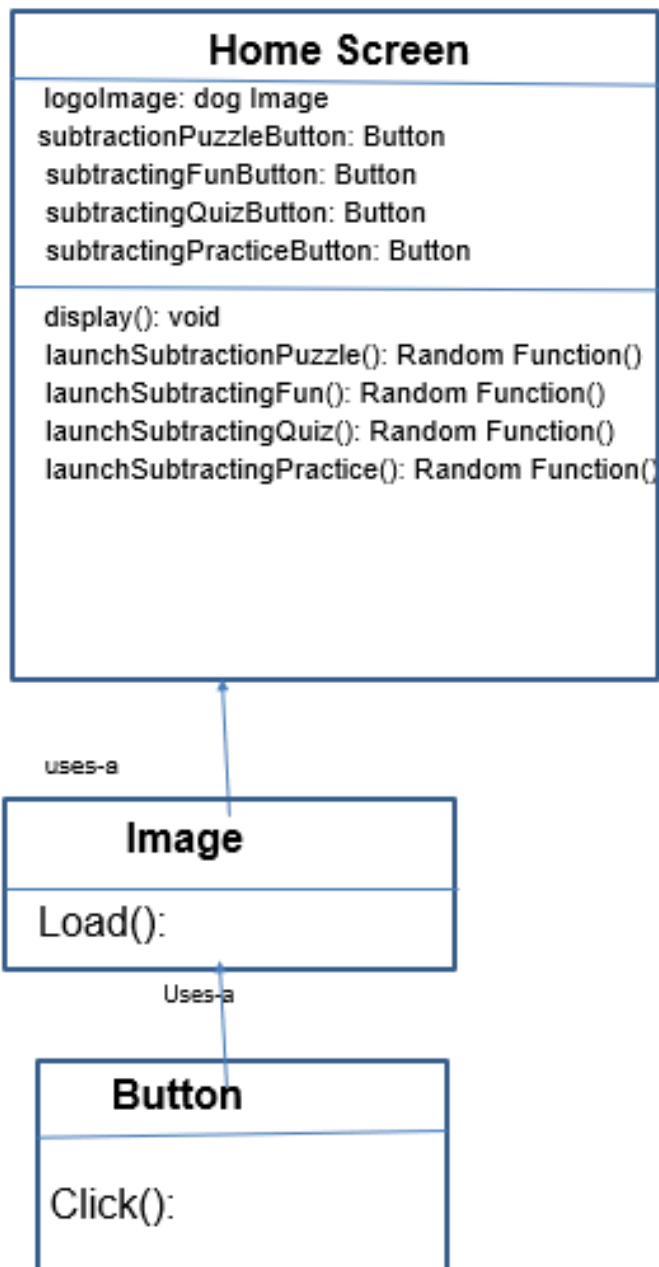 Home Screen
logoImage: dog Image
subtractionPuzzleButton: Button
subtractingFunButton: Button
subtractingQuizButton: Button
subtractingPracticeButton: Button
display(): void
launchSubtractionPuzzle(): Random Function()
launchSubtractingFun(): Random Function()
launchSubtractingQuiz(): Random Function()
launchSubtractingPractice(): Random Function()
uses-a
Image
Load():
Uses-a
Button
Click():